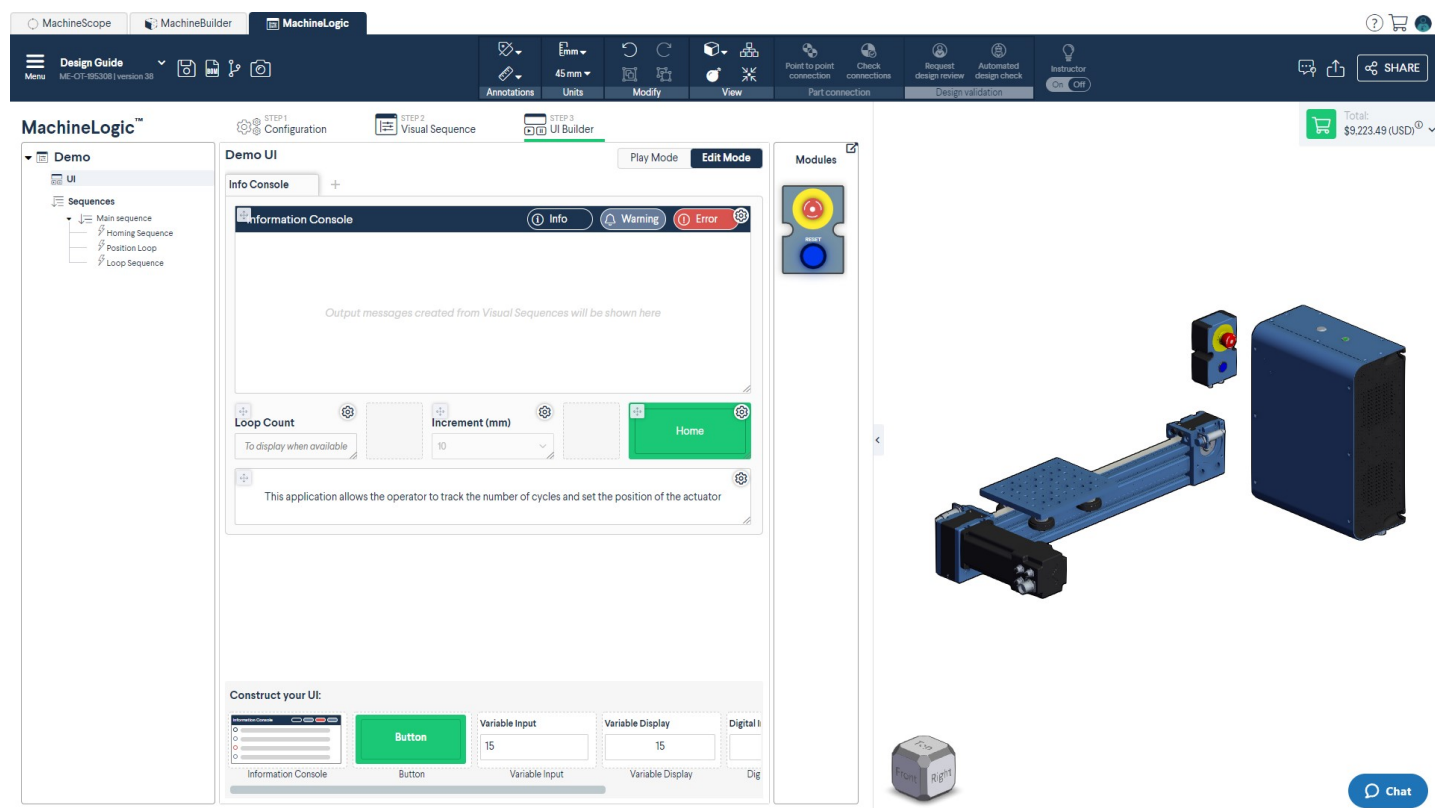 MachineScope
MachineBuilder
MachineLogic
Menu
Design Guide
ME-OT-195308 | version 38
BOM
mm
45 mm
Annotations
Units
Modify
View
Point to point connection
Check connections
Part connection
Request design review
Automated design check
Design validation
Instructor
On Off
SHARE
MachineLogic™
STEP 1
Configuration
STEP 2
Visual Sequence
STEP 3
UI Builder
Total:
$9,223.49 (USD)
Demo
UI
Sequences
Main sequence
Homing Sequence
Position Loop
Loop Sequence
Demo UI
Play Mode
Edit Mode
Info Console
Information Console
Info
Warning
Error
Output messages created from Visual Sequences will be shown here
Loop Count
To display when available
Increment (mm)
10
Home
This application allows the operator to track the number of cycles and set the position of the actuator
Modules
RESET
Construct your UI:
Information Console
Information Console
Button
Button
Variable Input
15
Variable Input
Variable Display
15
Variable Display
Digital I
Dig
Top
Front
Right
Chat